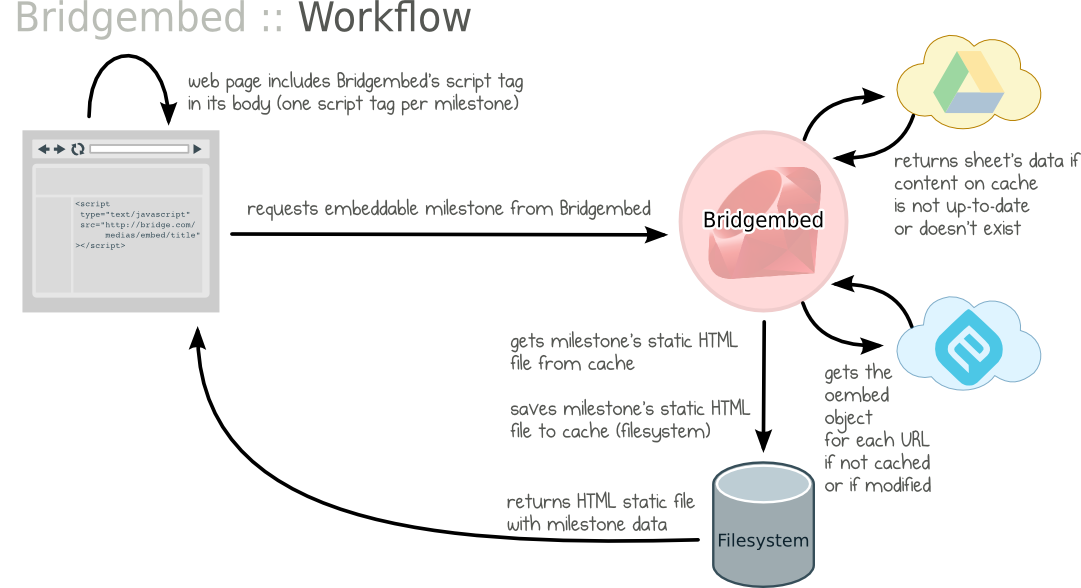 Bridgembed :: Workflow
web page includes Bridgembed's script tag
in its body (one script tag per milestone)
<script
type="text/javascript"
src="http://bridge.com/
medias/embed/title"
></script>
requests embeddable milestone from Bridgembed
Bridgembed
returns sheet's data if
content on cache
is not up-to-date
or doesn't exist
gets milestone's static HTML
file from cache
saves milestone's static HTML
file to cache (filesystem)
gets the
oembed
object
for each URL
if not cached
or if modified
returns HTML static file
with milestone data
Filesystem